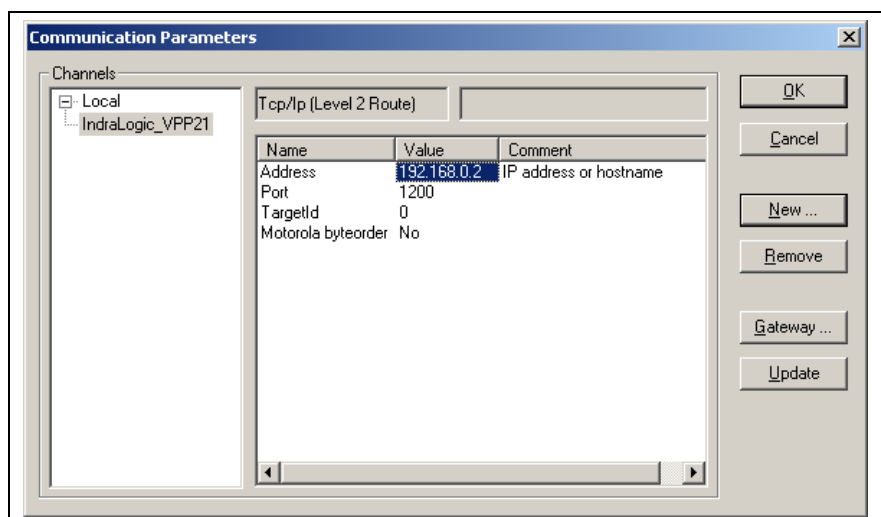 Communication Parameters
Channels
Local
IndraLogic_VPP21
Tcp/Ip (Level 2 Route)
Name Value Comment
Address 192.168.0.2 IP address or hostname
Port 1200
TargetId 0
Motorola byteorder No
OK
Cancel
New ...
Remove
Gateway ...
Update